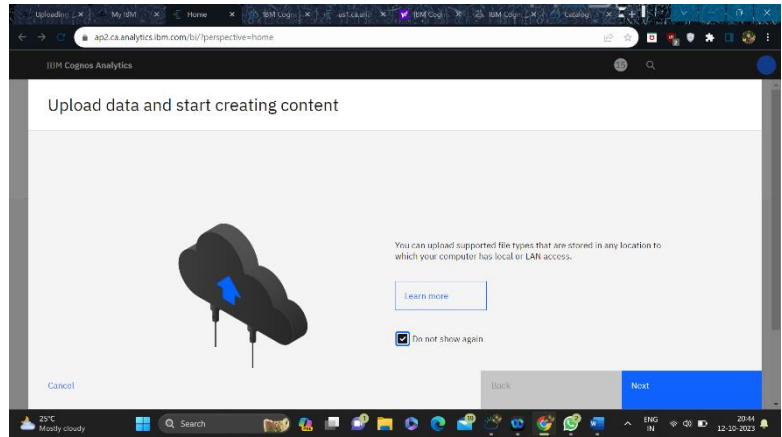 Uploading
My IBM
Home
IBM Cogn
IBM Cogn
IBM Cogn
Catalog
ap2.ca.analytics.ibm.com/bi/?perspective=home
IBM Cognos Analytics
15
Upload data and start creating content
You can upload supported file types that are stored in any location to
which your computer has local or LAN access.
Learn more
Do not show again
Cancel
Back
Next
25°C
Mostly cloudy
Search
ENG
IN
20:44
12-10-2023